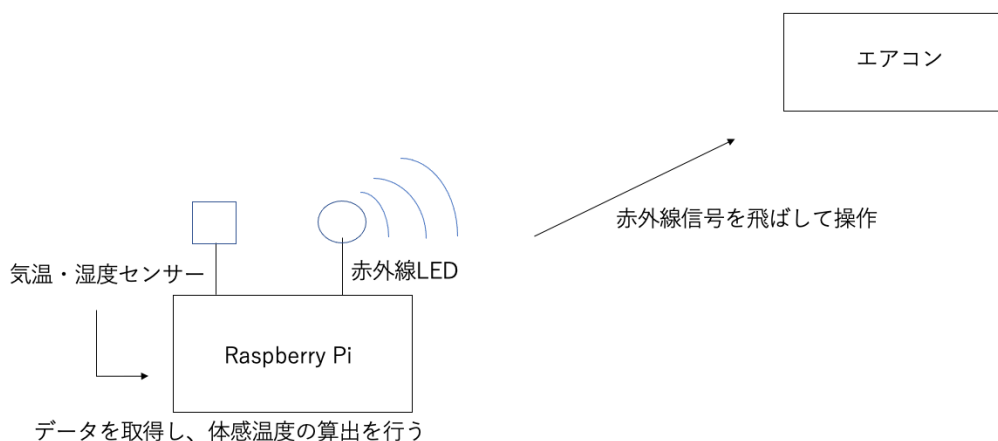 エアコン
赤外線信号を飛ばして操作
気温・湿度センサー
赤外線LED
Raspberry Pi
データを取得し、体感温度の算出を行う